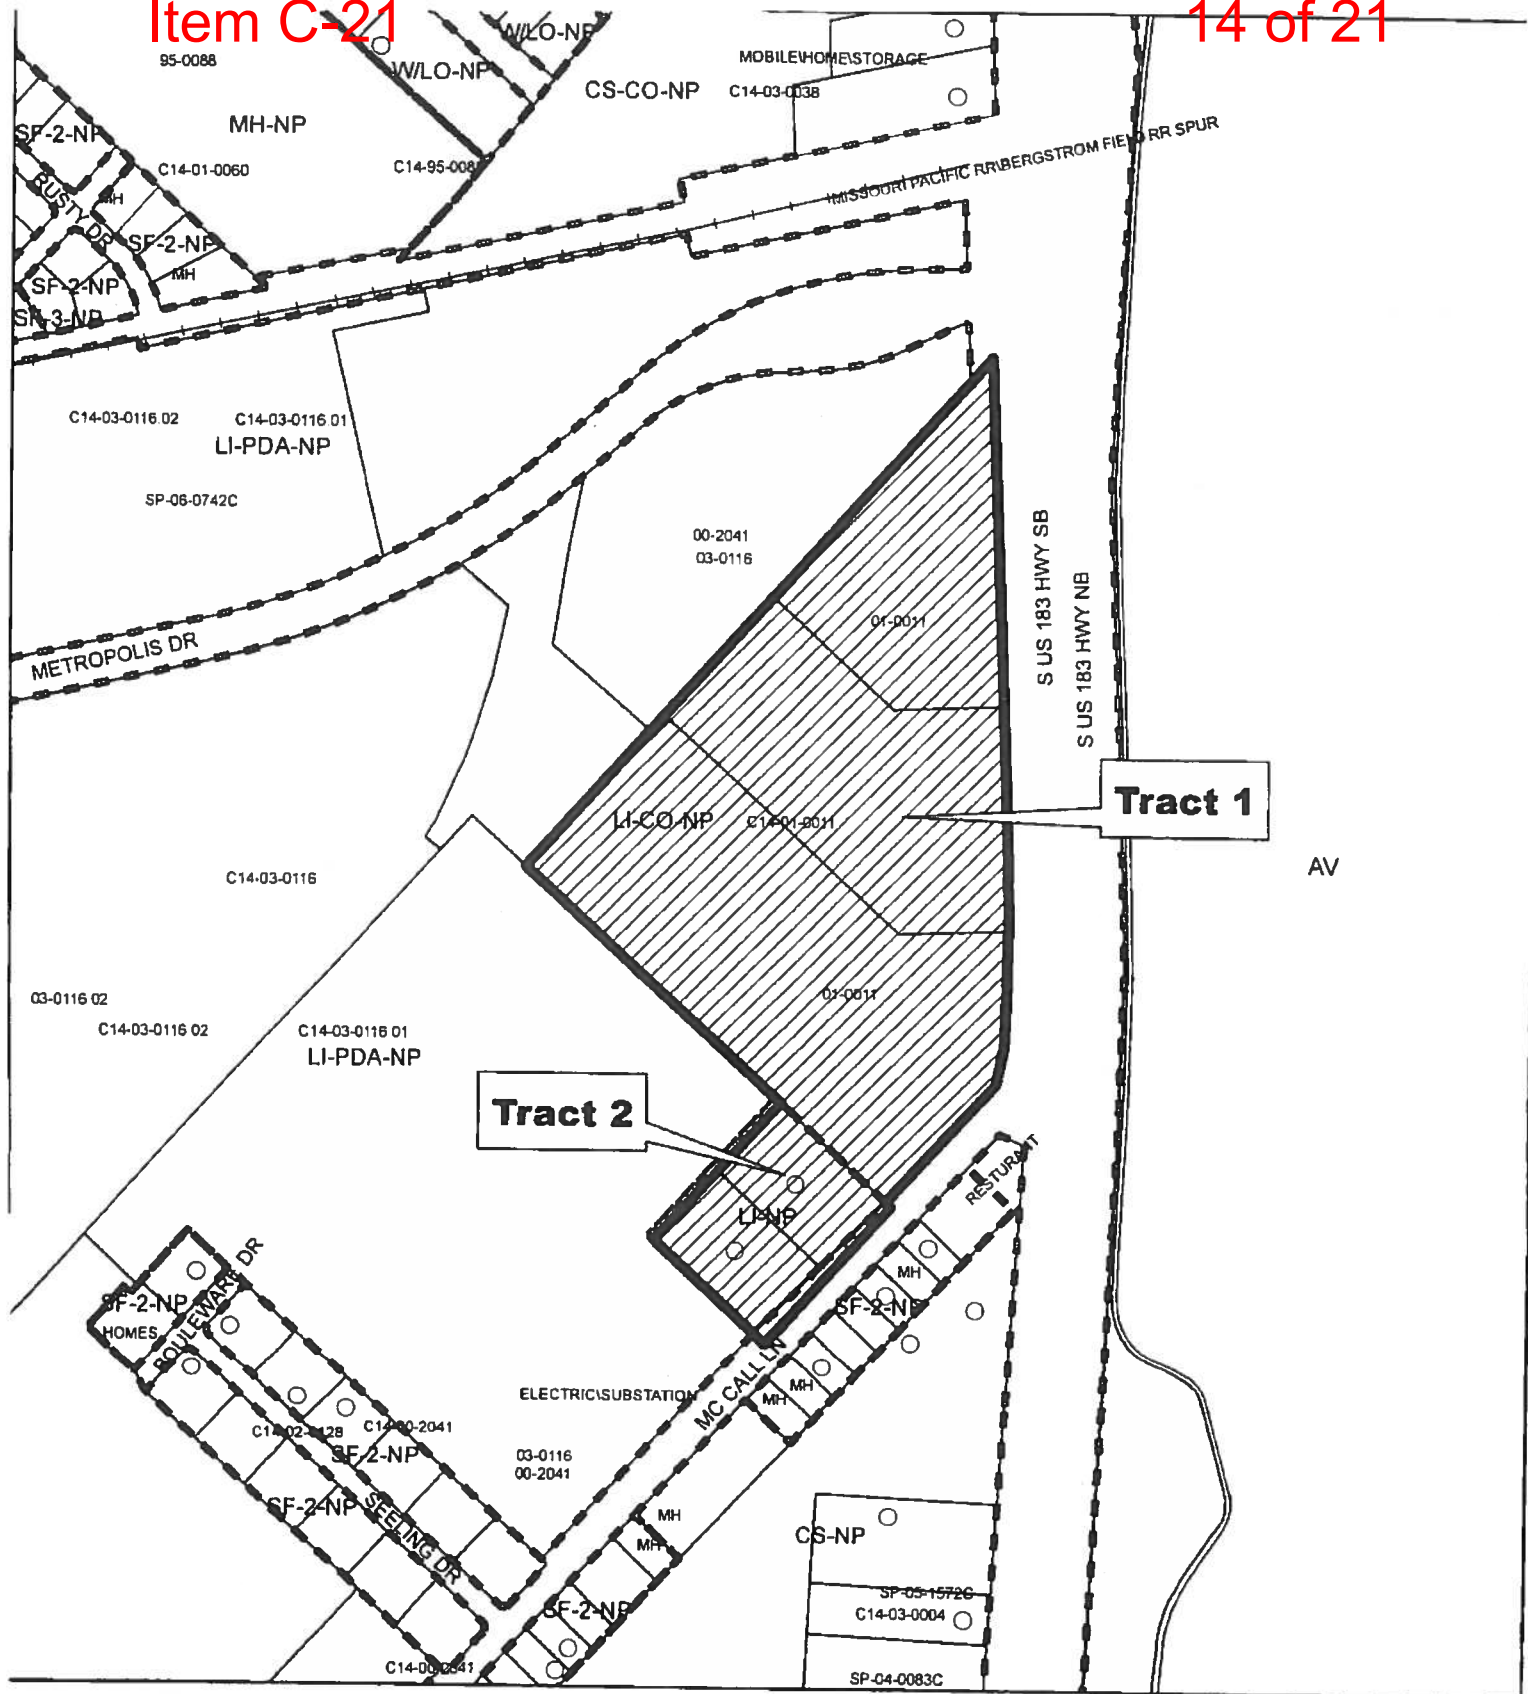 Item C-21
14 of 21
W/LO-NP
95-0088
W/LO-NP
MOBILE\HOME\STORAGE
CS-CO-NP
C14-03-0038
MH-NP
SF-2-NP
C14-01-0060
C14-95-008
MISSOURI PACIFIC RR\BERGSTROM FIELD RR SPUR
RUSTY DR
MH
SF-2-NP
MH
SF-2-NP
SF-3-NP
C14-03-0116 02
C14-03-0116 01
LI-PDA-NP
SP-06-0742C
00-2041
03-0116
S US 183 HWY SB
S US 183 HWY NB
01-0011
METROPOLIS DR
Tract 1
LI-CO-NP
C14-01-0011
AV
C14-03-0116
03-0116 02
C14-03-0116 02
C14-03-0116 01
LI-PDA-NP
01-0011
Tract 2
RESTURANT
LI-NP
MH
SF-2-NP
BOULEWARE DR
SF-2-NP
HOMES
MC CALL LN
MH
MH
ELECTRIC\SUBSTATION
C14-02-0128
C14-00-2041
SF-2-NP
03-0116
00-2041
SF-2-NP
SEELING DR
MH
MH
CS-NP
SP-05-1572C
C14-03-0004
SF-2-NP
C14-00-2041
SP-04-0083C